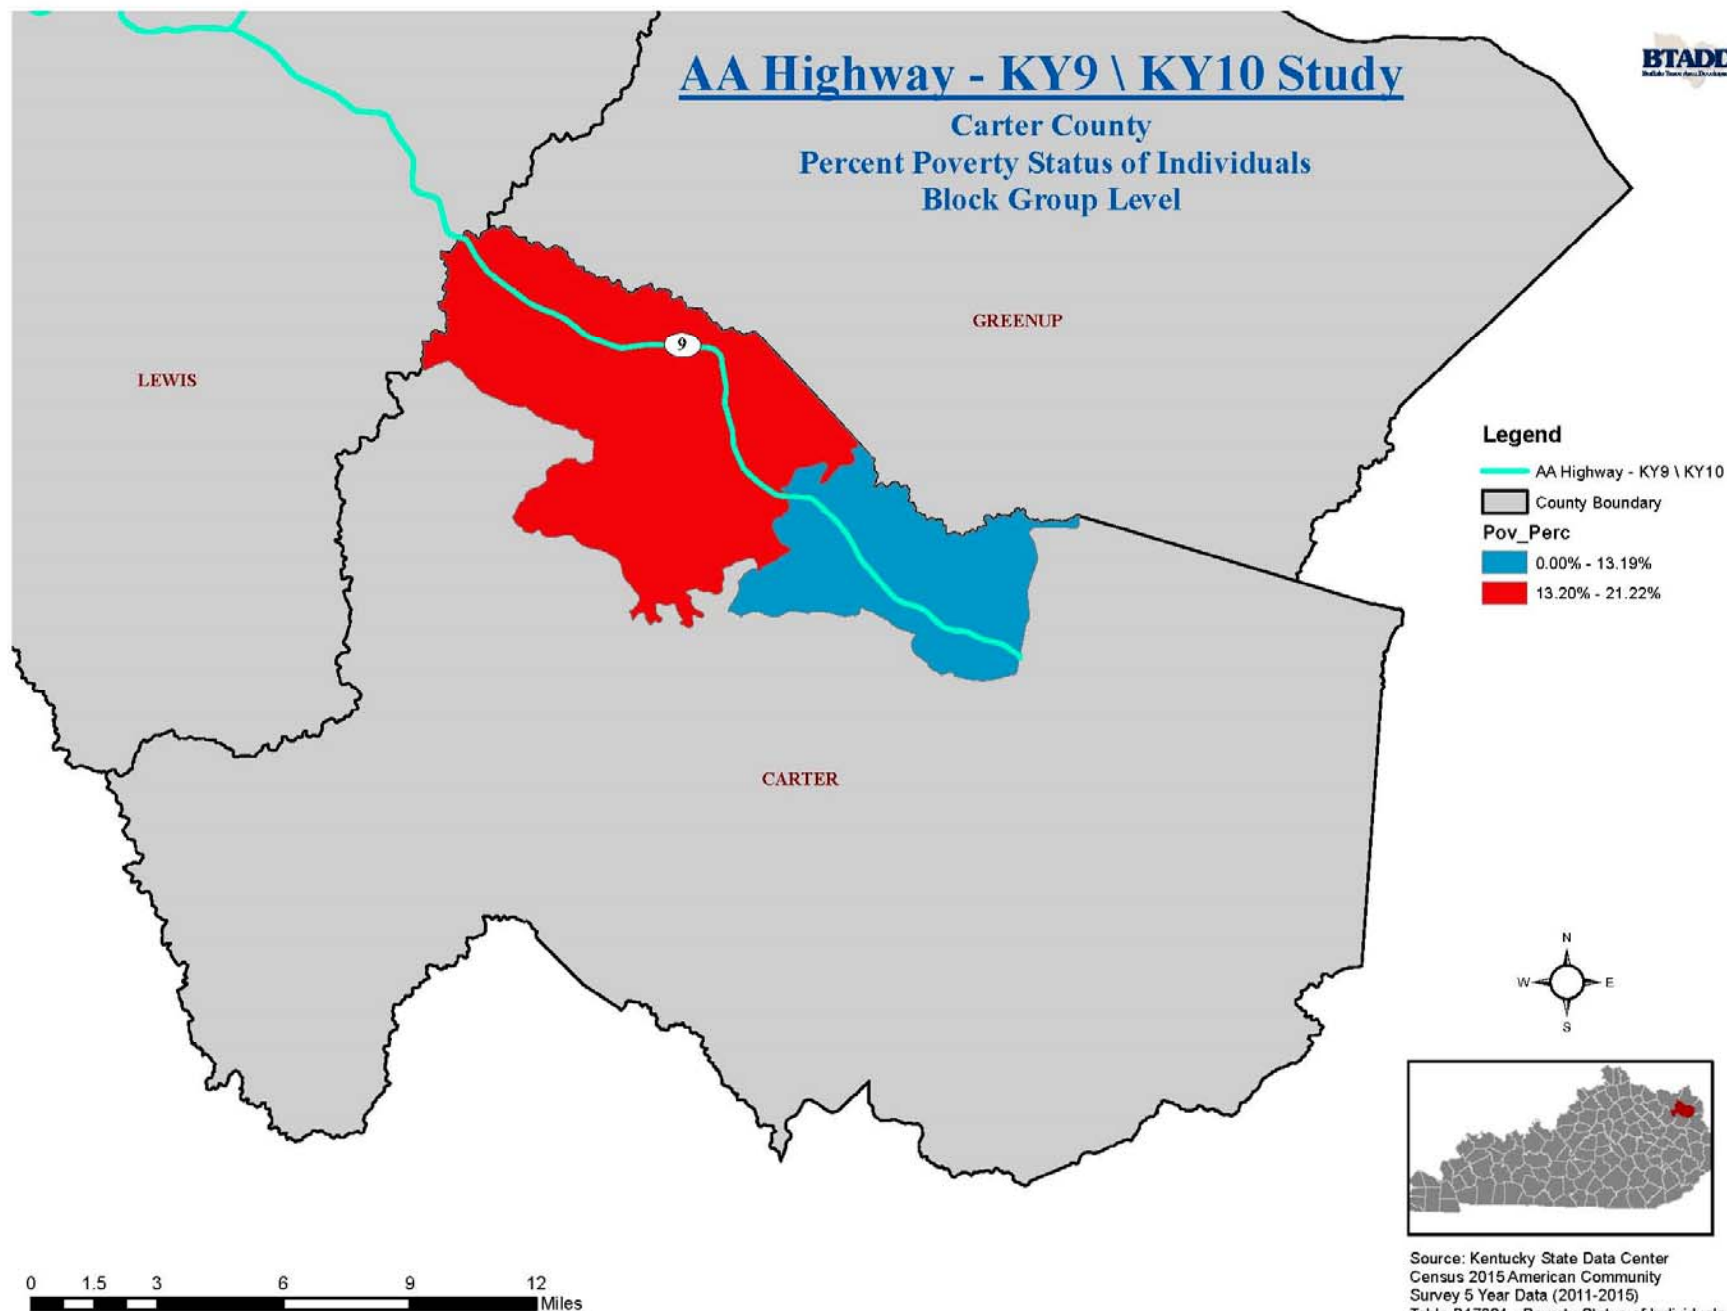 AA Highway - KY9 \ KY10 Study
Carter County
Percent Poverty Status of Individuals
Block Group Level
BTADD
GREENUP
9
LEWIS
CARTER
Legend
AA Highway - KY9 \ KY10
County Boundary
Pov_Perc
0.00% - 13.19%
13.20% - 21.22%
N
W E
S
Source: Kentucky State Data Center
Census 2015 American Community
Survey 5 Year Data (2011-2015)
0 1.5 3 6 9 12
Miles